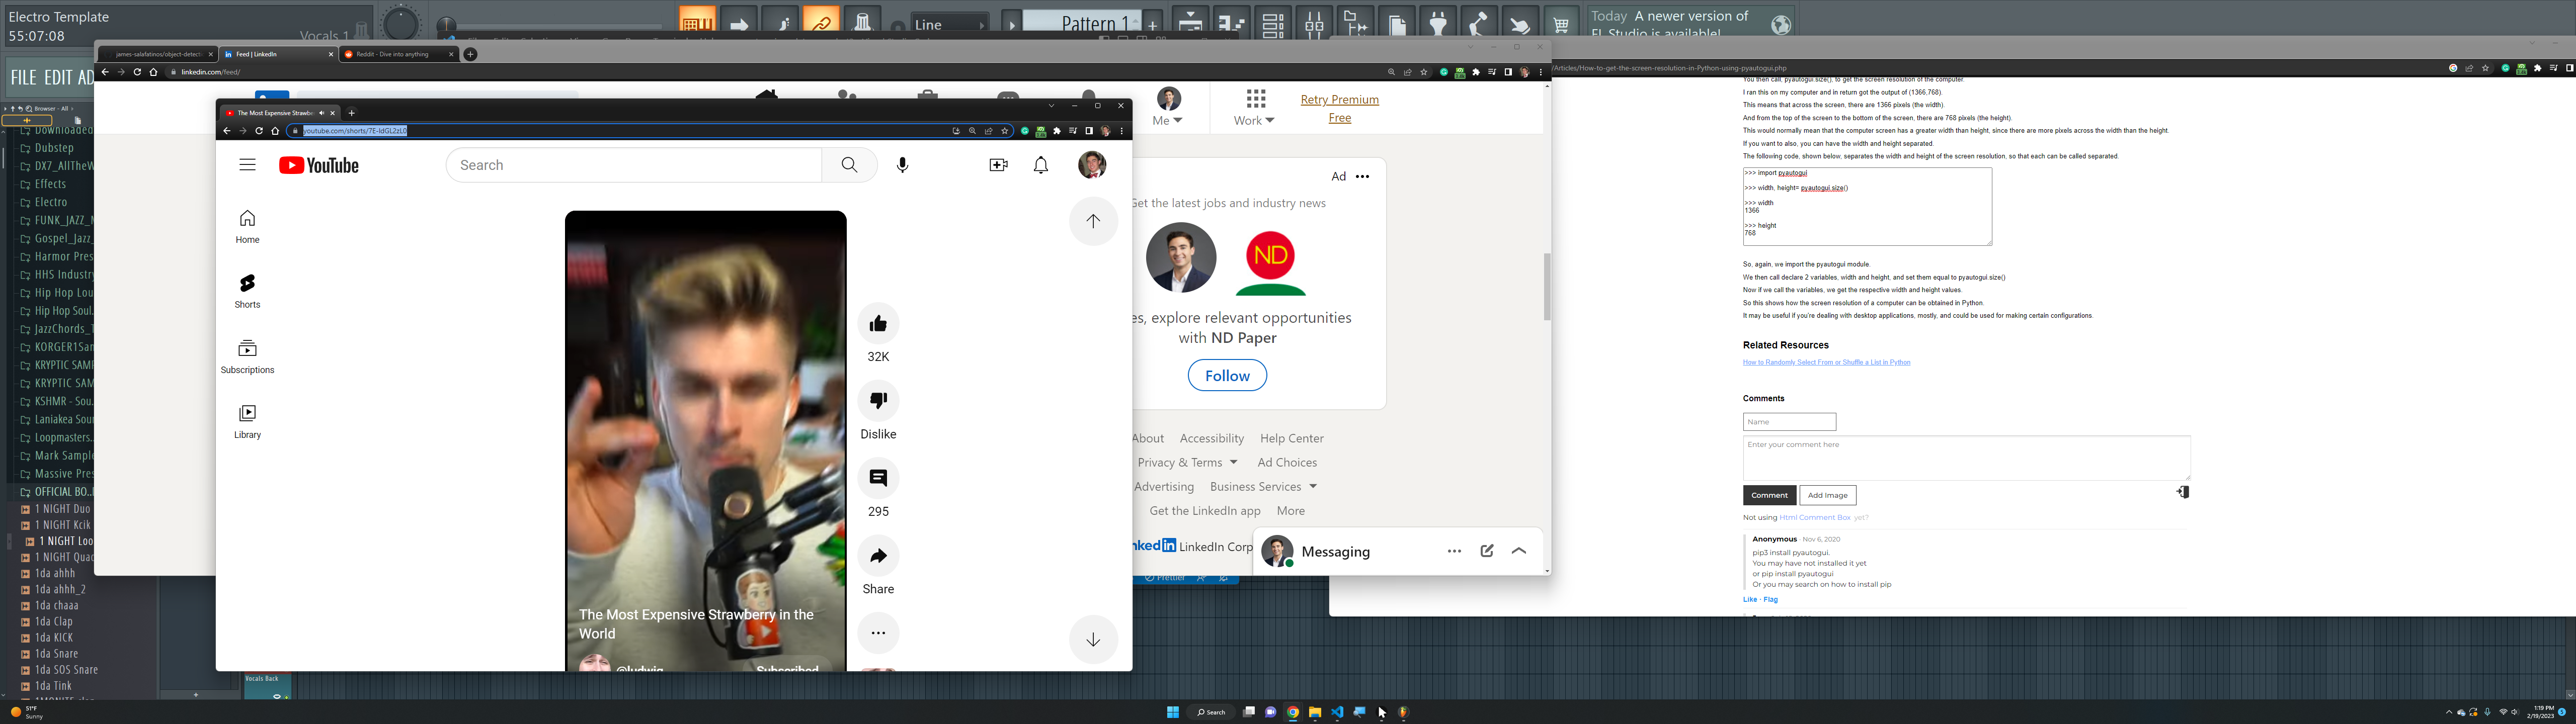 Electro Template
55:07:08
Vocals 1
Line
Pattern 1
Today A newer version of
FL Studio is available!
FILE EDIT AD
Browser - All
Downloaded
Dubstep
DX7_AllTheW
Effects
Electro
FUNK_JAZZ_
Gospel_Jazz_
Harmor Pres
HHS Industry
Hip Hop Lou
Hip Hop Soul.
JazzChords_
KORGER1San
KRYPTIC SAMP
KRYPTIC SAM
KSHMR - Sou.
Laniakea Soun
Loopmasters..
Mark Sample
Massive Pres
OFFICIAL BO..
1 NIGHT Duo
1 NIGHT Kcik
1 NIGHT Loo
1 NIGHT Quad
1da ahhh
1da ahhh_2
1da chaaa
1da Clap
1da KICK
1da Snare
1da SOS Snare
1da Tink
Vocals Back
james-salafatinos/object-detect
Feed | LinkedIn
Reddit - Dive into anything
linkedin.com/feed/
Me
Work
Retry Premium
Free
Ad
Get the latest jobs and industry news
ND
es, explore relevant opportunities
with ND Paper
Follow
About Accessibility Help Center
Privacy & Terms Ad Choices
Advertising Business Services
Get the LinkedIn app More
LinkedIn Corp
Messaging
Prettier
The Most Expensive Strawbe
youtube.com/shorts/7E-ldGL2zL0
YouTube
Search
Home
Shorts
Subscriptions
Library
32K
Dislike
295
Share
The Most Expensive Strawberry in the
World
@ludwig
Subscribed
/Articles/How-to-get-the-screen-resolution-in-Python-using-pyautogui.php
You then call, pyautogui.size(), to get the screen resolution of the computer.
I ran this on my computer and in return got the output of (1366,768).
This means that across the screen, there are 1366 pixels (the width).
And from the top of the screen to the bottom of the screen, there are 768 pixels (the height).
This would normally mean that the computer screen has a greater width than height, since there are more pixels across the width than the height.
If you want to also, you can have the width and height separated.
The following code, shown below, separates the width and height of the screen resolution, so that each can be called separately.
>>> import pyautogui
>>> width, height= pyautogui.size()
>>> width
1366
>>> height
768
So, again, we import the pyautogui module.
We then call declare 2 variables, width and height, and set them equal to pyautogui.size()
Now if we call the variables, we get the respective width and height values.
So this shows how the screen resolution of a computer can be obtained in Python.
It may be useful if you're dealing with desktop applications, mostly, and could be used for making certain configurations.
Related Resources
How to Randomly Select From or Shuffle a List in Python
Comments
Name
Enter your comment here
Comment
Add Image
Not using Html Comment Box yet?
Anonymous · Nov 6, 2020
pip3 install pyautogui.
You may have not installed it yet
or pip install pyautogui
Or you may search on how to install pip
Like · Flag
51°F
Sunny
Search
1:19 PM
2/19/2023